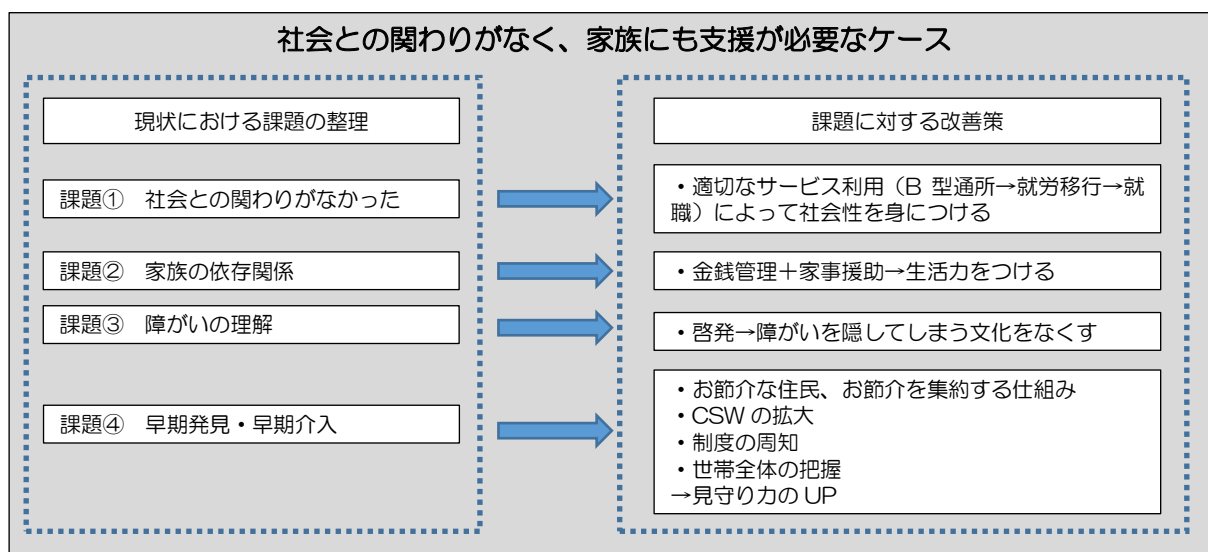 社会との関わりがなく、家族にも支援が必要なケース
現状における課題の整理
課題に対する改善策
課題① 社会との関わりがなかった
・適切なサービス利用（B 型通所→就労移行→就
職）によって社会性を身につける
課題② 家族の依存関係
・金銭管理＋家事援助→生活力をつける
課題③ 障がいの理解
・啓発→障がいを隠してしまう文化をなくす
課題④ 早期発見・早期介入
・お節介な住民、お節介を集約する仕組み
・CSW の拡大
・制度の周知
・世帯全体の把握
→見守り力の UP